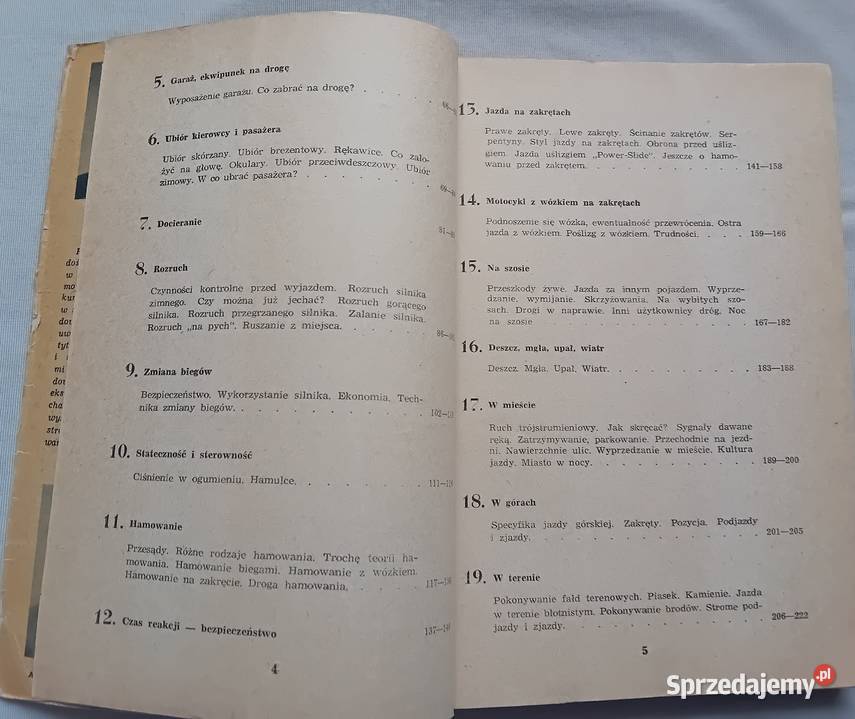 5. Garaż, ekwipunek na drogę
Wyposażenie garażu. Co zabrać na drogę?
6. Ubiór kierowcy i pasażera
Ubiór skórzany. Ubiór brezentowy. Rękawice. Co zało-
żyć na głowę. Okulary. Ubiór przeciwdeszczowy. Ubiór
zimowy. W co ubrać pasażera?
7. Docieranie
8. Rozruch
Czynności kontrolne przed wyjazdem. Rozruch silnika
zimnego. Czy można już jechać? Rozruch gorącego
silnika. Rozruch przegrzanego silnika. Zalanie silnika.
Rozruch „na pych". Ruszanie z miejsca.
9. Zmiana biegów
Bezpieczeństwo. Wykorzystanie silnika. Ekonomia. Tech-
nika zmiany biegów.
10. Stateczność i sterowność
Ciśnienie w ogumieniu. Hamulce.
11. Hamowanie
Przesądy. Różne rodzaje hamowania. Trochę teorii ha-
mowania. Hamowanie biegami. Hamowanie z wózkiem.
Hamowanie na zakręcie. Droga hamowania.
12. Czas reakcji — bezpieczeństwo
4
13. Jazda na zakrętach
Prawe zakręty. Lewe zakręty. Ścinanie zakrętów. Ser-
pentyny. Styl jazdy na zakrętach. Obrona przed uśliz-
giem. Jazda uślizgiem „Power-Slide". Jeszcze o hamo-
waniu przed zakrętem. 141—158
14. Motocykl z wózkiem na zakrętach
Podnoszenie się wózka, ewentualność przewrócenia. Ostra
jazda z wózkiem. Poślizg z wózkiem. Trudności. 159—166
15. Na szosie
Przeszkody żywe. Jazda za innym pojazdem. Wyprze-
dzanie, wymijanie. Skrzyżowania. Na wybitych szo-
sach. Drogi w naprawie. Inni użytkownicy dróg. Noc
na szosie 167—182
16. Deszcz, mgła, upał, wiatr
Deszcz. Mgła. Upał. Wiatr. 183—188
17. W mieście
Ruch trójstrumieniowy. Jak skręcać? Sygnały dawane
ręką. Zatrzymywanie, parkowanie. Przechodnie na jezd-
ni. Nawierzchnie ulic. Wyprzedzanie w mieście. Kultura
jazdy. Miasto w nocy. 189—200
18. W górach
Specyfika jazdy górskiej. Zakręty. Pozycja. Podjazdy
i zjazdy. 201—205
19. W terenie
Pokonywanie fałd terenowych. Piasek. Kamienie. Jazda
w terenie błotnistym. Pokonywanie brodów. Strome pod-
jazdy i zjazdy. 206—222
5
Sprzedajemy.pl